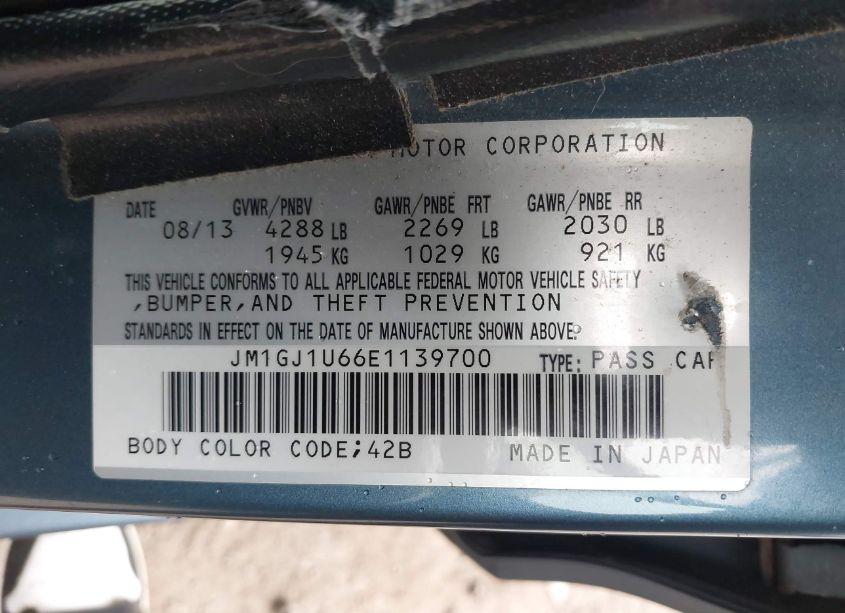 MOTOR CORPORATION
DATE GVWR/PNBV GAWR/PNBE FRT GAWR/PNBE RR
08/13 4288 LB 2269 LB 2030 LB
1945 KG 1029 KG 921 KG
THIS VEHICLE CONFORMS TO ALL APPLICABLE FEDERAL MOTOR VEHICLE SAFETY
,BUMPER,AND THEFT PREVENTION
STANDARDS IN EFFECT ON THE DATE OF MANUFACTURE SHOWN ABOVE.
JM1GJ1U66E1139700 TYPE: PASS CAR
BODY COLOR CODE;42B MADE IN JAPAN